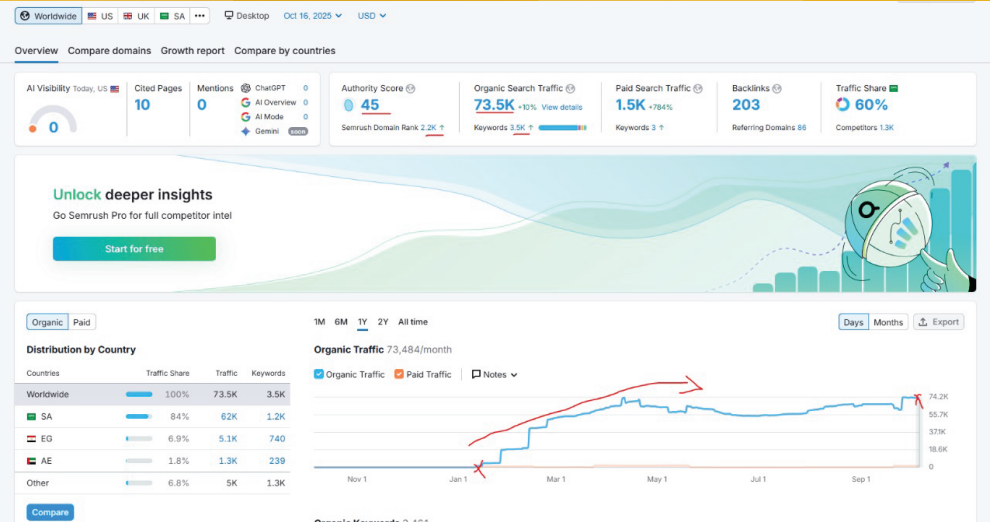 Worldwide US UK SA ••• Desktop Oct 16, 2025 USD
Overview Compare domains Growth report Compare by countries
AI Visibility Today, US
0
Cited Pages
10
Mentions
0
ChatGPT 0
AI Overview 0
AI Mode 0
Gemini soon
Authority Score
45
Semrush Domain Rank 2.2K ↑
Organic Search Traffic
73.5K +10% View details
Keywords 3.5K ↑
Paid Search Traffic
1.5K +784%
Keywords 3 ↑
Backlinks
203
Referring Domains 86
Traffic Share
60%
Competitors 1.3K
Unlock deeper insights
Go Semrush Pro for full competitor intel
Start for free
Organic Paid
Distribution by Country
Countries Traffic Share Traffic Keywords
Worldwide 100% 73.5K 3.5K
SA 84% 62K 1.2K
EG 6.9% 5.1K 740
AE 1.8% 1.3K 239
Other 6.8% 5K 1.3K
Compare
1M 6M 1Y 2Y All time
Days Months Export
Organic Traffic 73,484/month
Organic Traffic Paid Traffic Notes
74.2K
55.7K
37.1K
18.6K
0
Nov 1 Jan 1 Mar 1 May 1 Jul 1 Sep 1